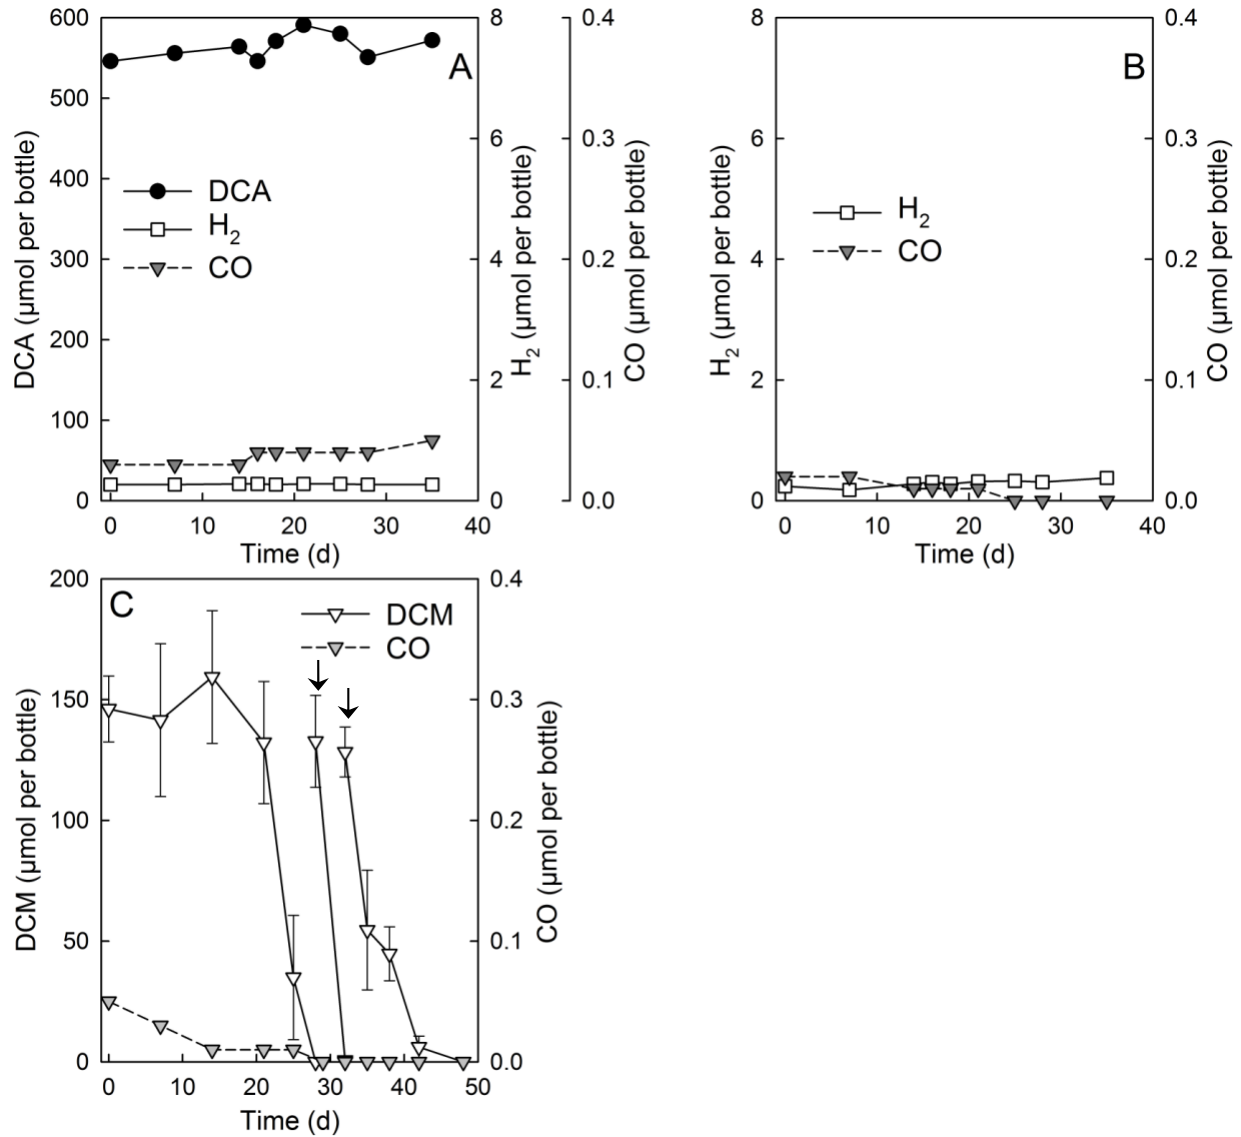 A
600
500
400
300
200
100
0
DCA (µmol per bottle)
DCA
H2
CO
8
6
4
2
0
H2 (µmol per bottle)
0.4
0.3
0.2
0.1
0.0
CO (µmol per bottle)
0 10 20 30 40
Time (d)
B
8
6
4
2
0
H2 (µmol per bottle)
H2
CO
0.4
0.3
0.2
0.1
0.0
CO (µmol per bottle)
0 10 20 30 40
Time (d)
C
200
150
100
50
0
DCM (µmol per bottle)
DCM
CO
0.4
0.3
0.2
0.1
0.0
CO (µmol per bottle)
0 10 20 30 40 50
Time (d)